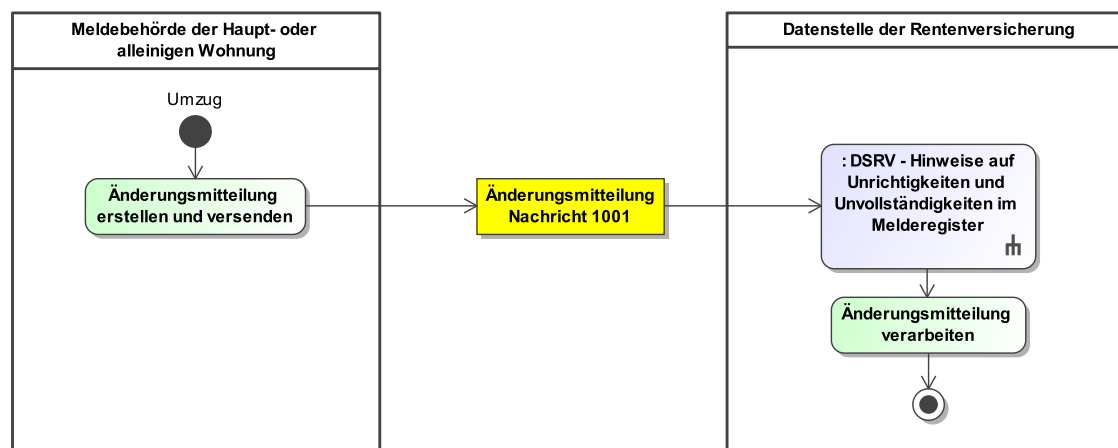 Meldebehörde der Haupt- oder
alleinigen Wohnung
Umzug
Änderungsmitteilung
erstellen und versenden
Änderungsmitteilung
Nachricht 1001
Datenstelle der Rentenversicherung
: DSRV - Hinweise auf
Unrichtigkeiten und
Unvollständigkeiten im
Melderegister
Änderungsmitteilung
verarbeiten